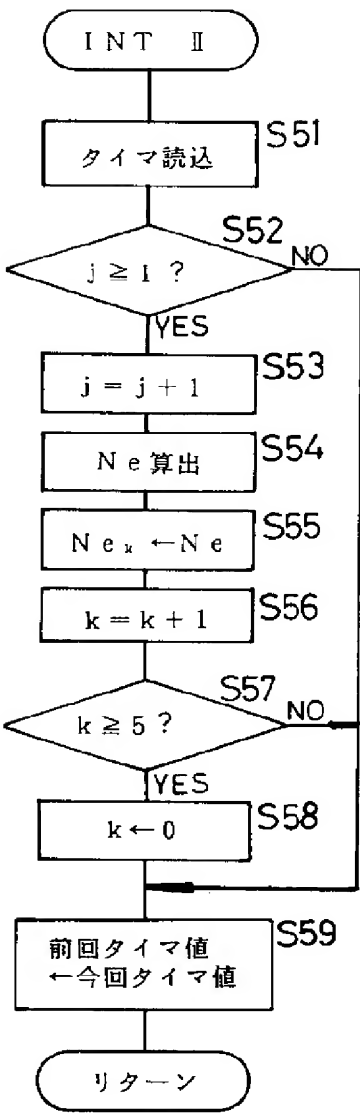 INT II
タイマ読込
S51
j ≧ 1 ?
S52
NO
YES
j = j + 1
S53
Ne算出
S54
Neₖ ← Ne
S55
k = k + 1
S56
k ≧ 5 ?
S57
NO
YES
k ← 0
S58
前回タイマ値
←今回タイマ値
S59
リターン